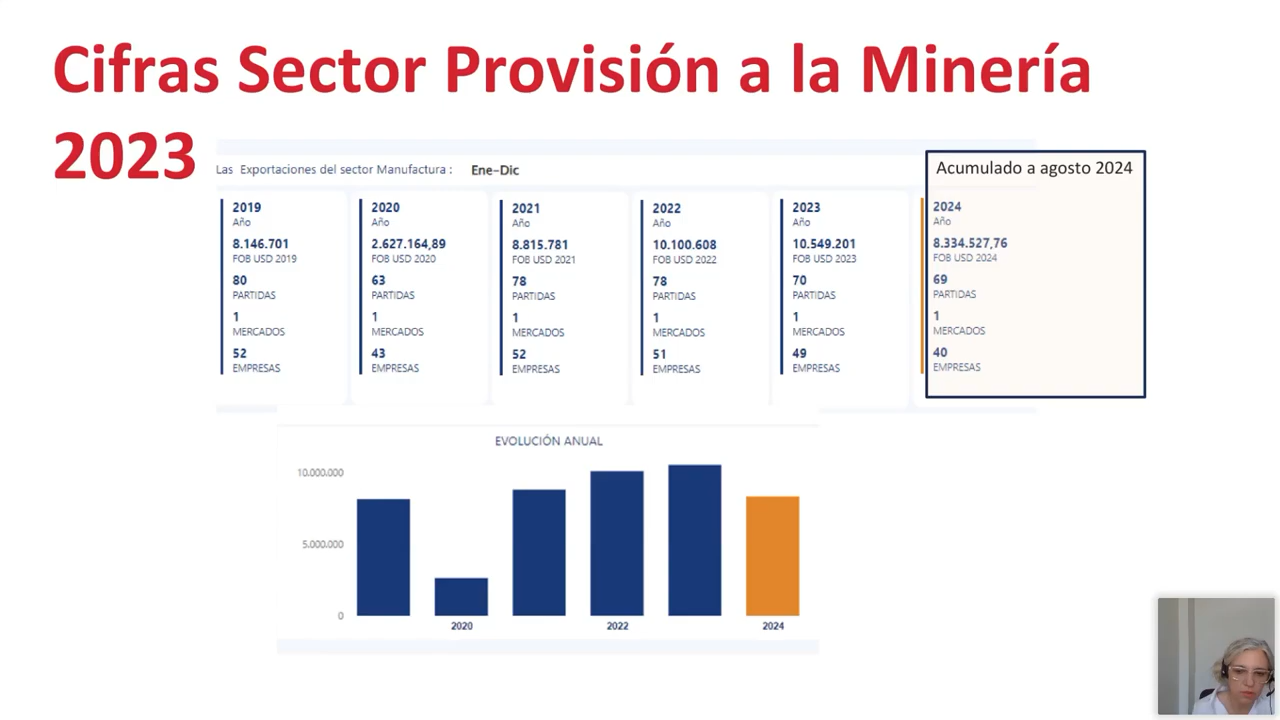 Cifras Sector Provisión a la Minería
2023
Las Exportaciones del sector Manufactura : Ene-Dic
Acumulado a agosto 2024
2019
Año
8.146.701
FOB USD 2019
80
PARTIDAS
1
MERCADOS
52
EMPRESAS
2020
Año
2.627.164,89
FOB USD 2020
63
PARTIDAS
1
MERCADOS
43
EMPRESAS
2021
Año
8.815.781
FOB USD 2021
78
PARTIDAS
1
MERCADOS
52
EMPRESAS
2022
Año
10.100.608
FOB USD 2022
78
PARTIDAS
1
MERCADOS
51
EMPRESAS
2023
Año
10.549.201
FOB USD 2023
70
PARTIDAS
1
MERCADOS
49
EMPRESAS
2024
Año
8.334.527,76
FOB USD 2024
69
PARTIDAS
1
MERCADOS
40
EMPRESAS
EVOLUCIÓN ANUAL
10.000.000
5.000.000
0
2020 2022 2024